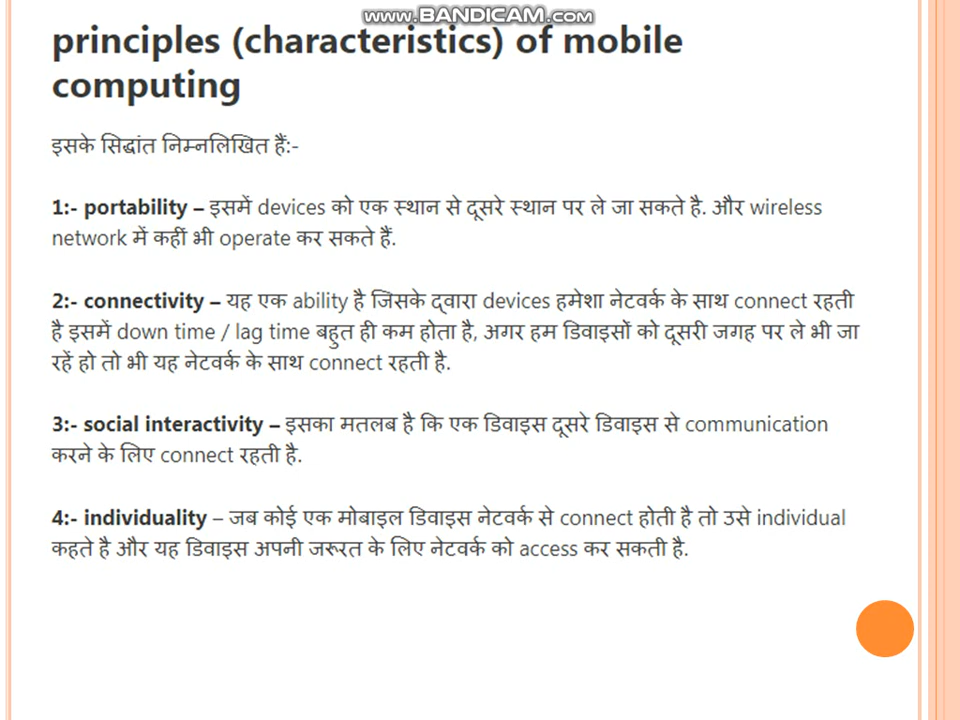 www.BANDICAM.com
principles (characteristics) of mobile
computing
इसके सिद्धांत निम्नलिखित हैं:-
1:- portability – इसमें devices को एक स्थान से दूसरे स्थान पर ले जा सकते है. और wireless
network में कहीं भी operate कर सकते हैं.
2:- connectivity – यह एक ability है जिसके द्वारा devices हमेशा नेटवर्क के साथ connect रहती
है इसमें down time / lag time बहुत ही कम होता है, अगर हम डिवाइसों को दूसरी जगह पर ले भी जा
रहें हो तो भी यह नेटवर्क के साथ connect रहती है.
3:- social interactivity – इसका मतलब है कि एक डिवाइस दूसरे डिवाइस से communication
करने के लिए connect रहती है.
4:- individuality – जब कोई एक मोबाइल डिवाइस नेटवर्क से connect होती है तो उसे individual
कहते है और यह डिवाइस अपनी जरूरत के लिए नेटवर्क को access कर सकती है.